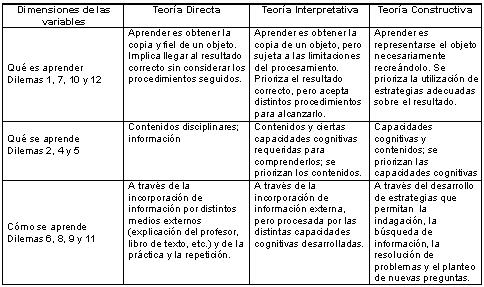 Dimensiones de las
variables
Teoría Directa
Teoría Interpretativa
Teoría Constructiva
Qué es aprender
Dilemas 1, 7, 10 y 12
Aprender es obtener la
copia y fiel de un objeto.
Implica llegar al resultado
correcto sin considerar los
procedimientos seguidos.
Aprender es obtener la
copia de un objeto, pero
sujeta a las limitaciones
del procesamiento.
Prioriza el resultado
correcto, pero acepta
distintos procedimientos
para alcanzarlo.
Aprender es
representarse el objeto
necesariamente
recreándolo. Se
prioriza la utilización de
estrategias adecuadas
sobre el resultado.
Qué se aprende
Dilemas 2, 4 y 5
Contenidos disciplinares;
información
Contenidos y ciertas
capacidades cognitivas
requeridas para
comprenderlos; se
priorizan los contenidos.
Capacidades
cognitivas y
contenidos; se
priorizan las
capacidades cognitivas
Cómo se aprende
Dilemas 6, 8, 9 y 11
A través de la
incorporación de
información por distintos
medios externos
(explicación del profesor,
libro de texto, etc.) y de la
práctica y la repetición.
A través de la
incorporación de
información externa,
pero procesada por las
distintas capacidades
cognitivas desarrolladas.
A través del desarrollo
de estrategias que
permitan la
indagación, la
búsqueda de
información, la
resolución de
problemas y el planteo
de nuevas preguntas.